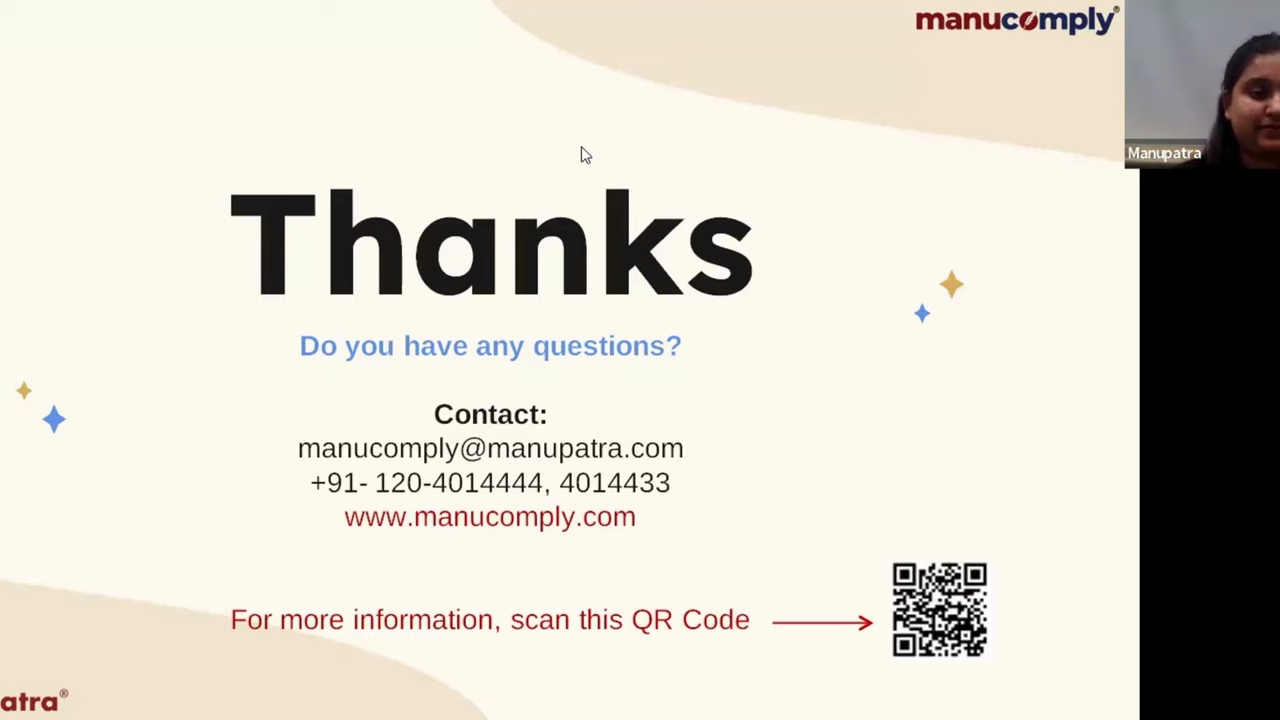 manucomply®
Manupatra
Thanks
Do you have any questions?
Contact:
manucomply@manupatra.com
+91- 120-4014444, 4014433
www.manucomply.com
For more information, scan this QR Code
atra®